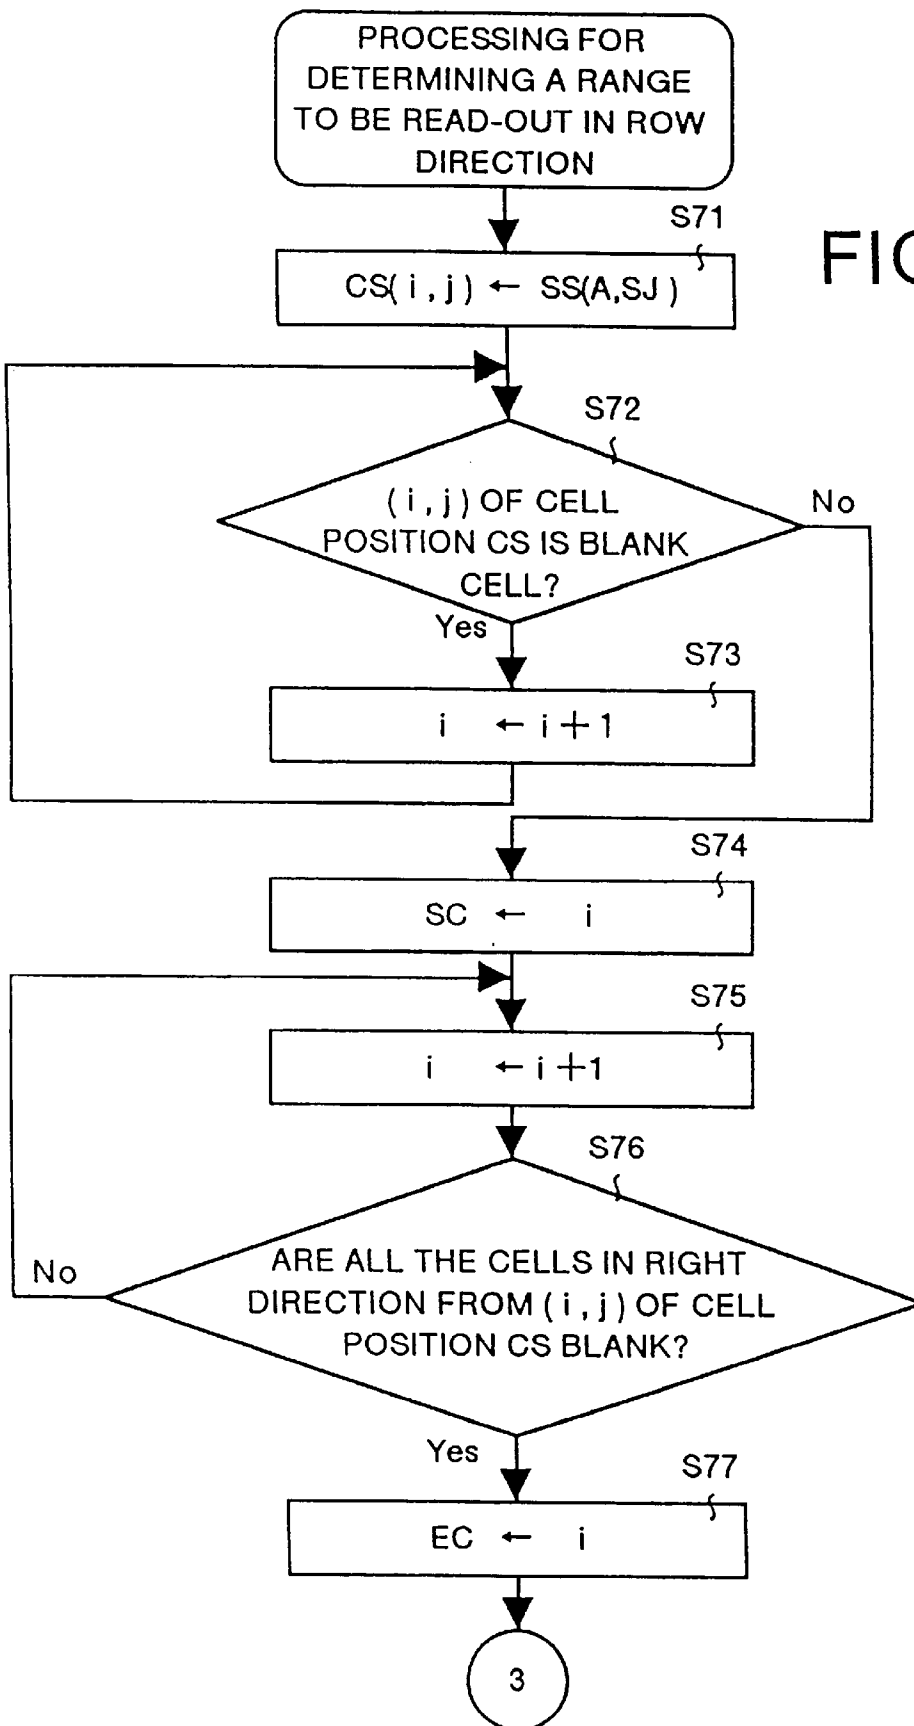 PROCESSING FOR
DETERMINING A RANGE
TO BE READ-OUT IN ROW
DIRECTION
S71
FIG
CS(i,j) ← SS(A,SJ)
S72
(i,j) OF CELL
POSITION CS IS BLANK
CELL?
No
Yes
S73
i ← i+1
S74
SC ← i
S75
i ← i+1
S76
ARE ALL THE CELLS IN RIGHT
DIRECTION FROM (i,j) OF CELL
POSITION CS BLANK?
No
Yes
S77
EC ← i
3